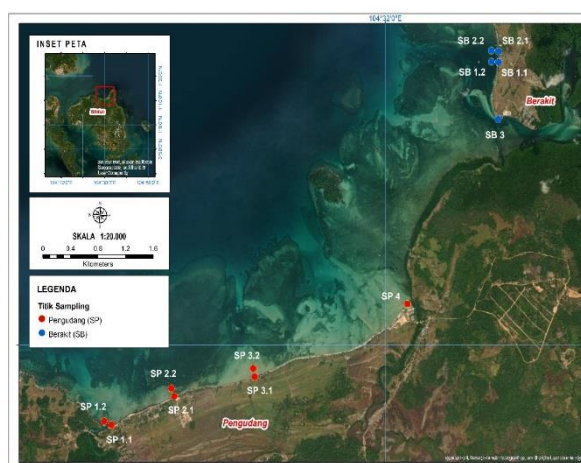 104°32'0"E
INSET PETA
SKALA 1:20.000
0 0.4 0.8 1.2 1.6
Kilometers
LEGENDA
Titik Sampling
Pengudang (SP)
Berakit (SB)
SB 2.2 SB 2.1
SB 1.2 SB 1.1
Berakit
SB 3
SP 4
SP 3.2
SP 3.1
SP 2.2
SP 2.1
SP 1.2
SP 1.1
Pengudang